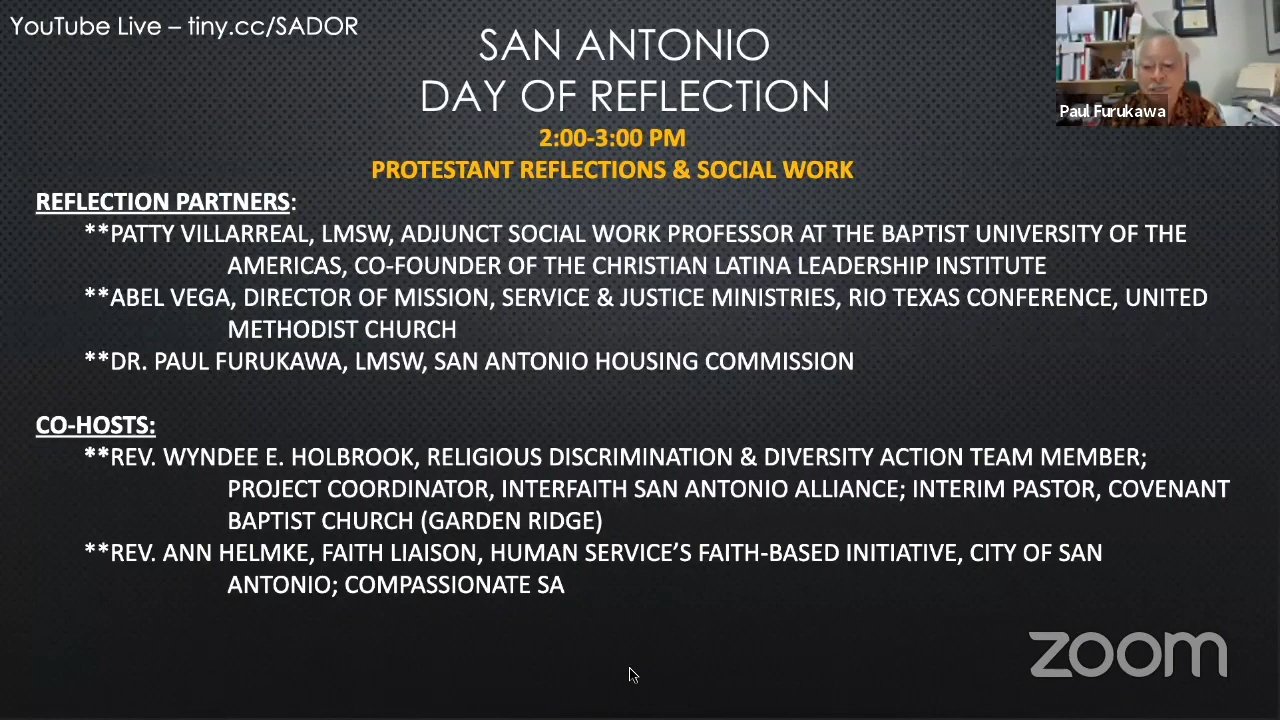 YouTube Live – tiny.cc/SADOR
SAN ANTONIO
DAY OF REFLECTION
Paul Furukawa
2:00-3:00 PM
PROTESTANT REFLECTIONS & SOCIAL WORK
REFLECTION PARTNERS:
**PATTY VILLARREAL, LMSW, ADJUNCT SOCIAL WORK PROFESSOR AT THE BAPTIST UNIVERSITY OF THE
AMERICAS, CO-FOUNDER OF THE CHRISTIAN LATINA LEADERSHIP INSTITUTE
**ABEL VEGA, DIRECTOR OF MISSION, SERVICE & JUSTICE MINISTRIES, RIO TEXAS CONFERENCE, UNITED
METHODIST CHURCH
**DR. PAUL FURUKAWA, LMSW, SAN ANTONIO HOUSING COMMISSION
CO-HOSTS:
**REV. WYNDEE E. HOLBROOK, RELIGIOUS DISCRIMINATION & DIVERSITY ACTION TEAM MEMBER;
PROJECT COORDINATOR, INTERFAITH SAN ANTONIO ALLIANCE; INTERIM PASTOR, COVENANT
BAPTIST CHURCH (GARDEN RIDGE)
**REV. ANN HELMKE, FAITH LIAISON, HUMAN SERVICE’S FAITH-BASED INITIATIVE, CITY OF SAN
ANTONIO; COMPASSIONATE SA
zoom